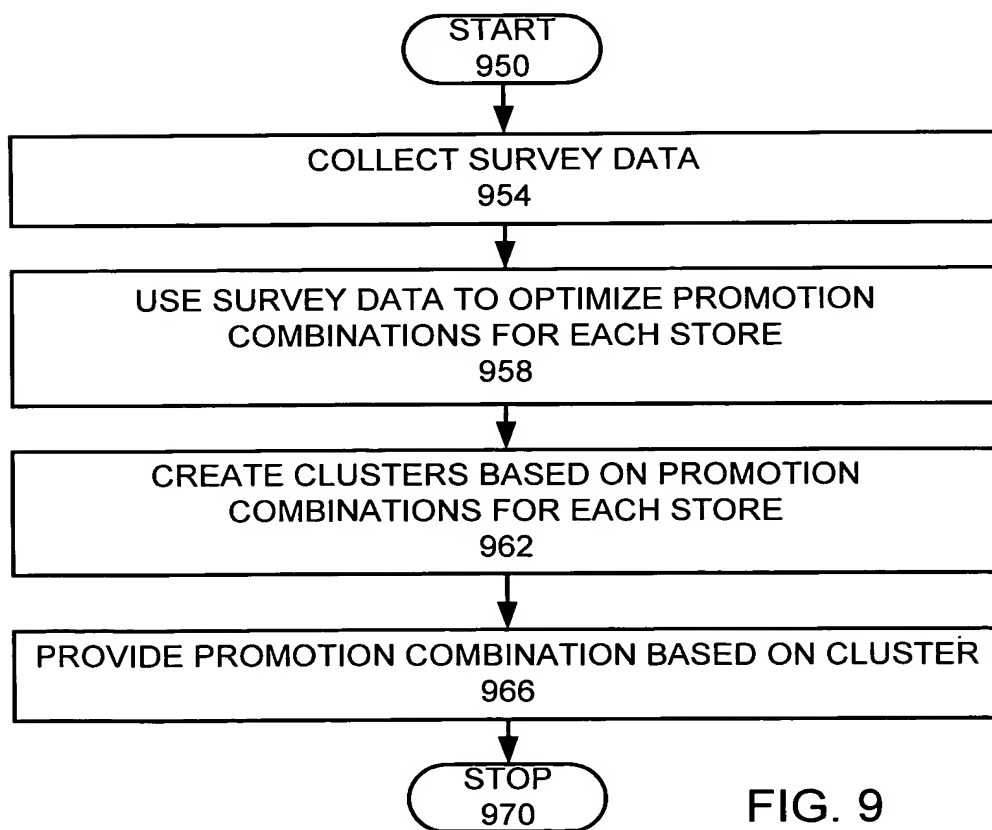 START
950
COLLECT SURVEY DATA
954
USE SURVEY DATA TO OPTIMIZE PROMOTION
COMBINATIONS FOR EACH STORE
958
CREATE CLUSTERS BASED ON PROMOTION
COMBINATIONS FOR EACH STORE
962
PROVIDE PROMOTION COMBINATION BASED ON CLUSTER
966
STOP
970
FIG. 9